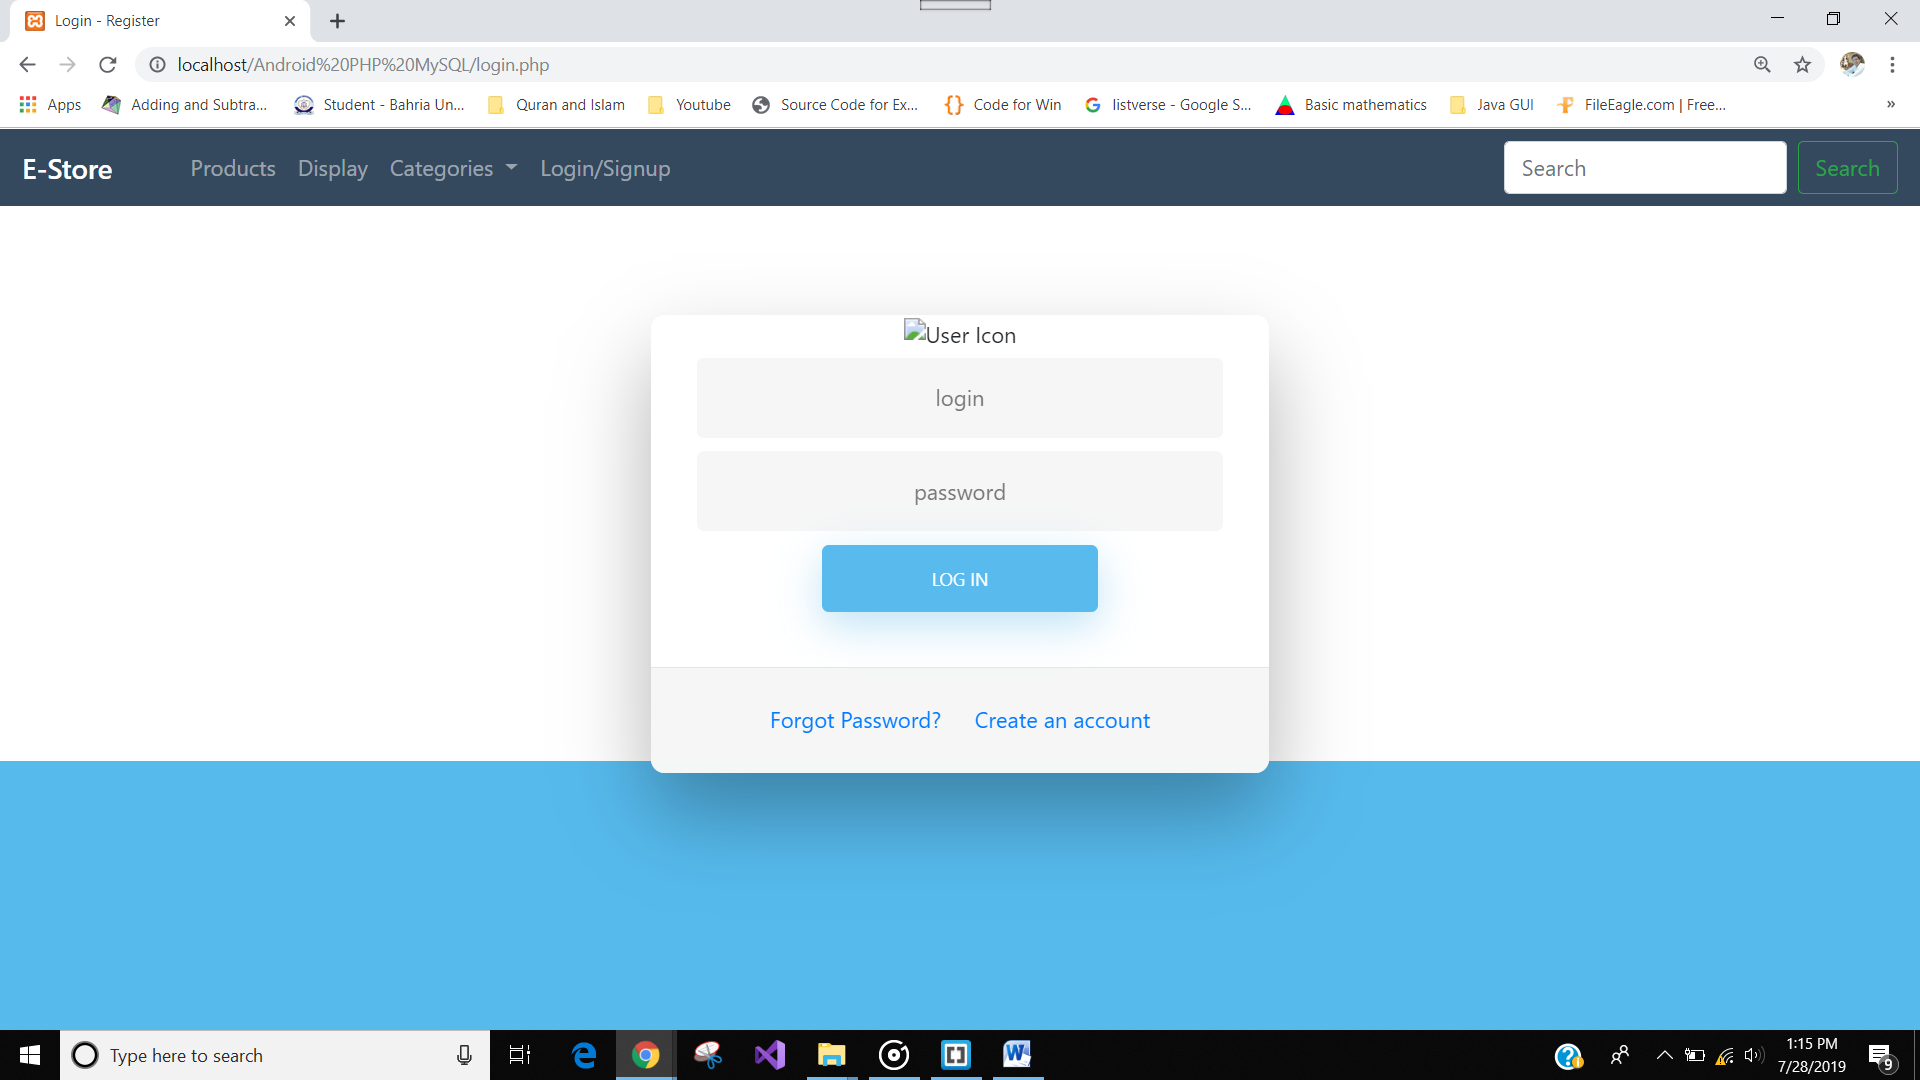 Login - Register
localhost/Android%20PHP%20MySQL/login.php
Apps Adding and Subtra... Student - Bahria Un... Quran and Islam Youtube Source Code for Ex... Code for Win listverse - Google S... Basic mathematics Java GUI FileEagle.com | Free... »
E-Store Products Display Categories Login/Signup Search Search
User Icon
login
password
LOG IN
Forgot Password? Create an account
Type here to search
1:15 PM
7/28/2019
9